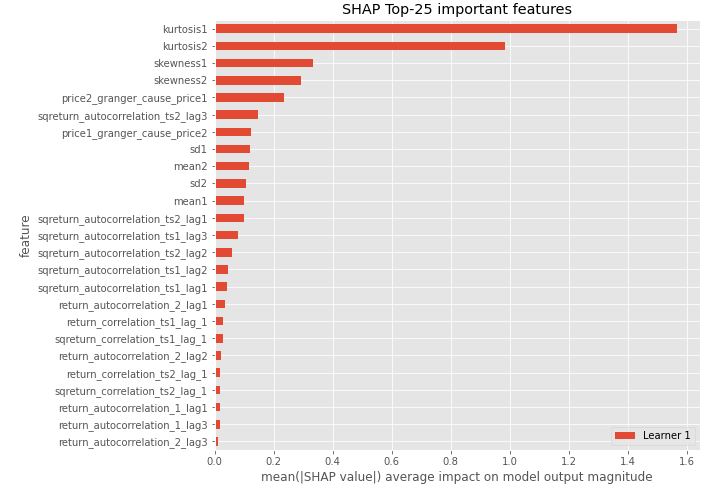 SHAP Top-25 important features
kurtosis1
kurtosis2
skewness1
skewness2
price2_granger_cause_price1
sqreturn_autocorrelation_ts2_lag3
price1_granger_cause_price2
sd1
mean2
sd2
mean1
sqreturn_autocorrelation_ts2_lag1
sqreturn_autocorrelation_ts1_lag3
sqreturn_autocorrelation_ts2_lag2
sqreturn_autocorrelation_ts1_lag2
sqreturn_autocorrelation_ts1_lag1
return_autocorrelation_2_lag1
return_correlation_ts1_lag_1
sqreturn_correlation_ts1_lag_1
return_autocorrelation_2_lag2
return_correlation_ts2_lag_1
sqreturn_correlation_ts2_lag_1
return_autocorrelation_1_lag1
return_autocorrelation_1_lag3
return_autocorrelation_2_lag3
feature
Learner 1
0.0 0.2 0.4 0.6 0.8 1.0 1.2 1.4 1.6
mean(|SHAP value|) average impact on model output magnitude